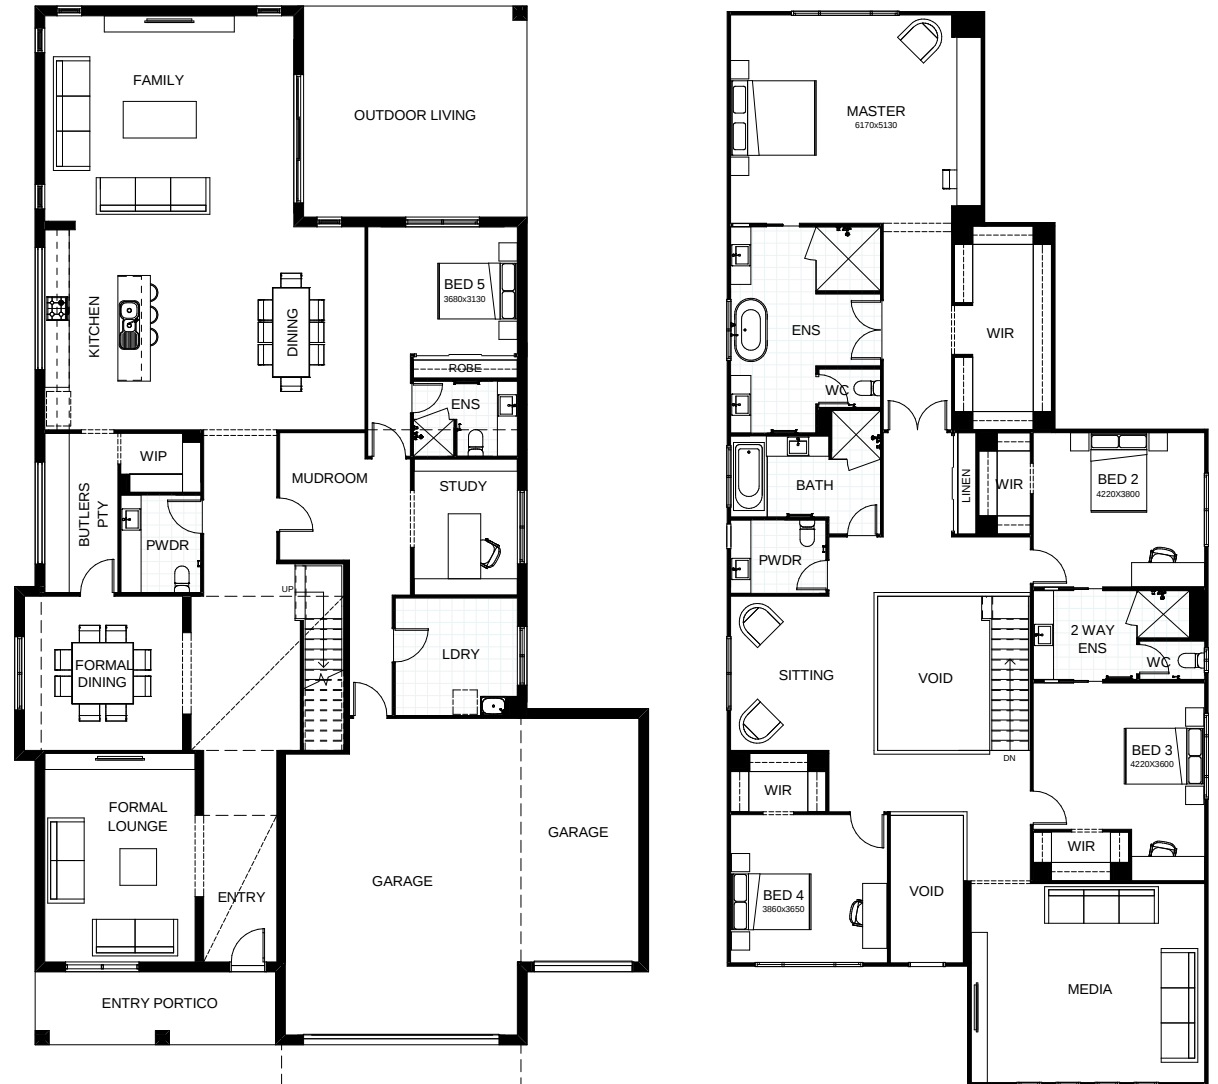 FAMILY
OUTDOOR LIVING
KITCHEN
DINING
BED 5
3680x3130
ROBE
ENS
WIP
MUDROOM
STUDY
BUTLERS
PTY
PWDR
UP
FORMAL
DINING
LDRY
FORMAL
LOUNGE
ENTRY
GARAGE
GARAGE
ENTRY PORTICO
MASTER
6170x5130
ENS
WIR
WC
BATH
LINEN
WIR
BED 2
4220X3800
PWDR
2 WAY
ENS
WC
SITTING
VOID
DN
BED 3
4220X3600
WIR
WIR
BED 4
3860x3650
VOID
MEDIA